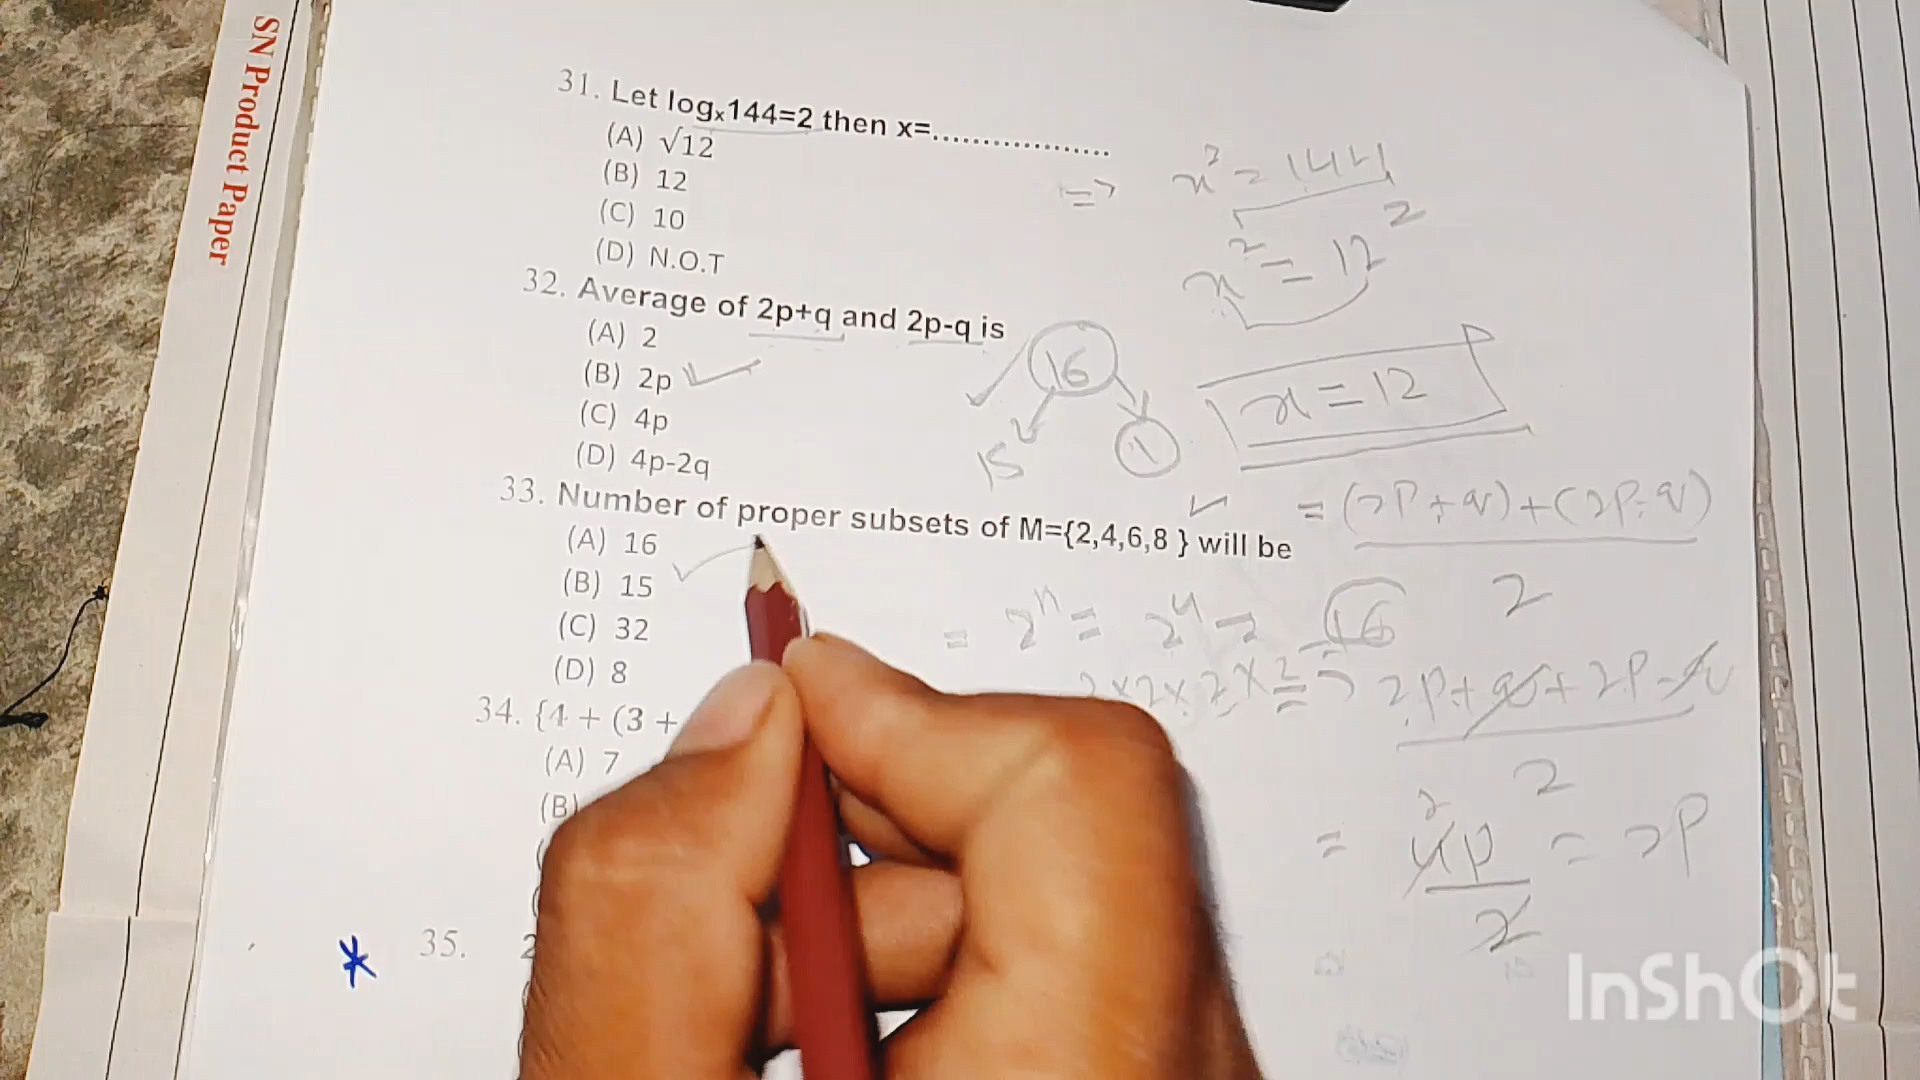 SN Product Paper
31. Let logₓ144=2 then x=...................
(A) √12
(B) 12
(C) 10
(D) N.O.T
32. Average of 2p+q and 2p-q is
(A) 2
(B) 2p
(C) 4p
(D) 4p-2q
33. Number of proper subsets of M={2,4,6,8 } will be
(A) 16
(B) 15
(C) 32
(D) 8
34. {4 + (3 +
(A) 7
(B)
35. 2
=> x² = 144
x² = 12²
x = 12
16
15 1
= (2P+q)+(2P-q)
2
= 2ⁿ = 2⁴ = 16
2×2×2×2 =
2P+q+2P-q
2
= 4P = 2P
2
2
InShOt